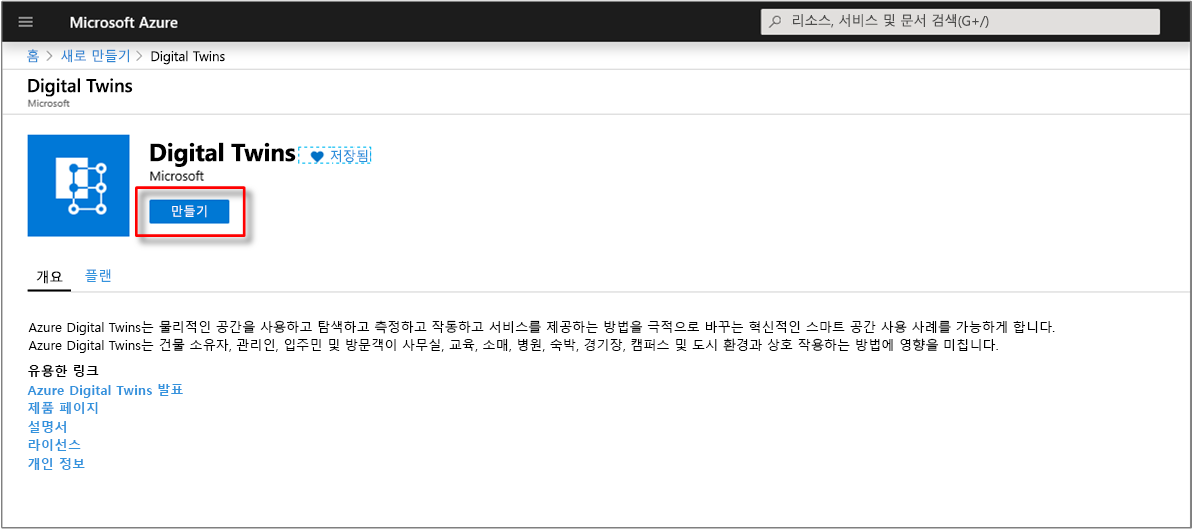 Microsoft Azure
리소스, 서비스 및 문서 검색(G+/)
홈 > 새로 만들기 > Digital Twins
Digital Twins
Microsoft
Digital Twins 저장됨
Microsoft
만들기
개요 플랜
Azure Digital Twins는 물리적인 공간을 사용하고 탐색하고 측정하고 작동하고 서비스를 제공하는 방법을 극적으로 바꾸는 혁신적인 스마트 공간 사용 사례를 가능하게 합니다.
Azure Digital Twins는 건물 소유자, 관리인, 입주민 및 방문객이 사무실, 교육, 소매, 병원, 숙박, 경기장, 캠퍼스 및 도시 환경과 상호 작용하는 방법에 영향을 미칩니다.
유용한 링크
Azure Digital Twins 발표
제품 페이지
설명서
라이선스
개인 정보